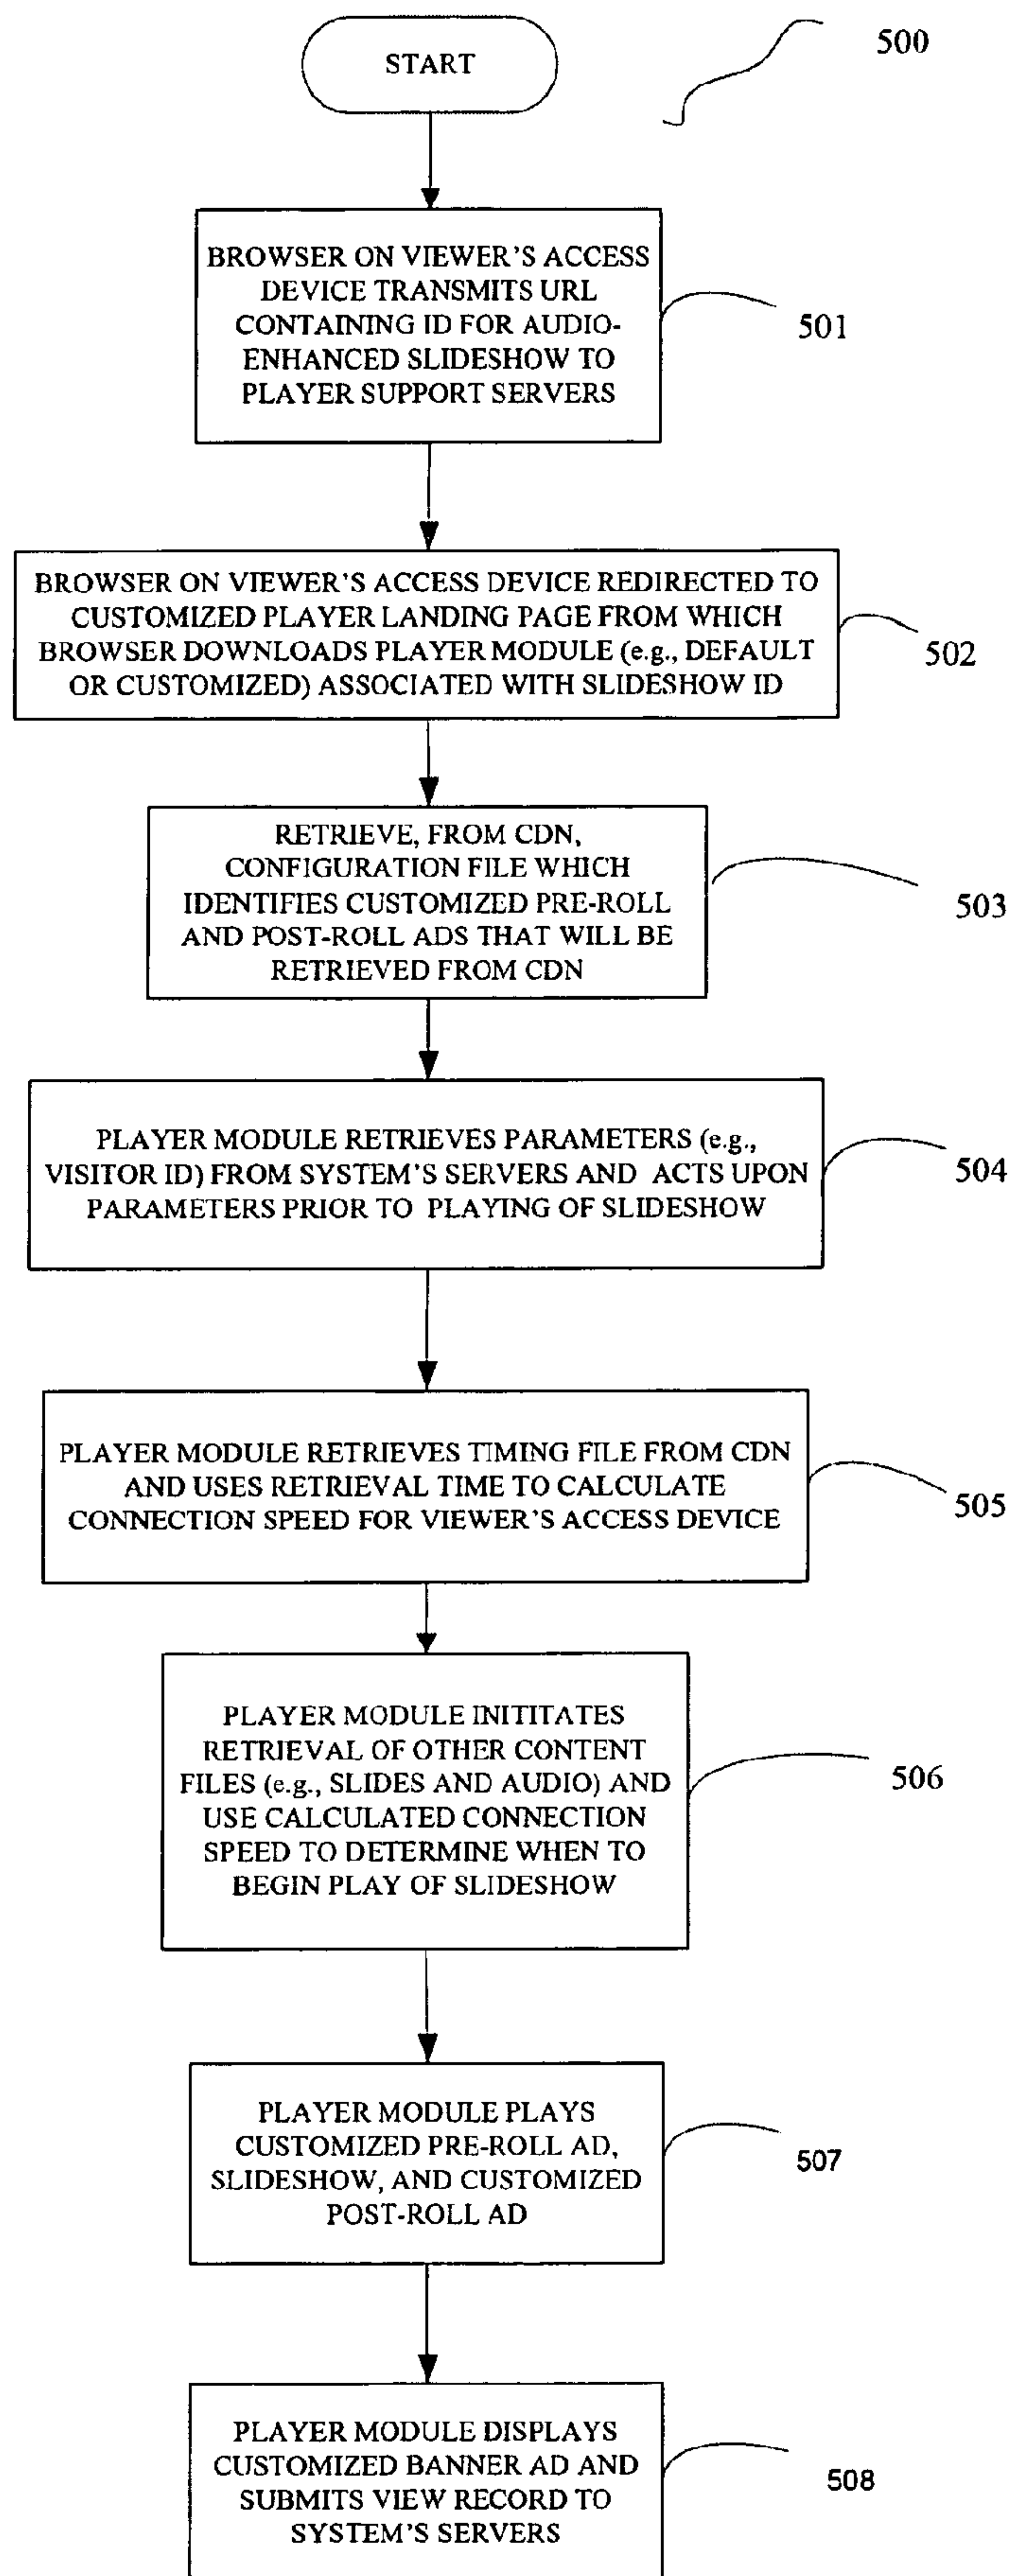 START
500
BROWSER ON VIEWER'S ACCESS
DEVICE TRANSMITS URL
CONTAINING ID FOR AUDIO-
ENHANCED SLIDESHOW TO
PLAYER SUPPORT SERVERS
501
BROWSER ON VIEWER'S ACCESS DEVICE REDIRECTED TO
CUSTOMIZED PLAYER LANDING PAGE FROM WHICH
BROWSER DOWNLOADS PLAYER MODULE (e.g., DEFAULT
OR CUSTOMIZED) ASSOCIATED WITH SLIDESHOW ID
502
RETRIEVE, FROM CDN,
CONFIGURATION FILE WHICH
IDENTIFIES CUSTOMIZED PRE-ROLL
AND POST-ROLL ADS THAT WILL BE
RETRIEVED FROM CDN
503
PLAYER MODULE RETRIEVES PARAMETERS (e.g.,
VISITOR ID) FROM SYSTEM'S SERVERS AND ACTS UPON
PARAMETERS PRIOR TO PLAYING OF SLIDESHOW
504
PLAYER MODULE RETRIEVES TIMING FILE FROM CDN
AND USES RETRIEVAL TIME TO CALCULATE
CONNECTION SPEED FOR VIEWER'S ACCESS DEVICE
505
PLAYER MODULE INITITATES
RETRIEVAL OF OTHER CONTENT
FILES (e.g., SLIDES AND AUDIO) AND
USE CALCULATED CONNECTION
SPEED TO DETERMINE WHEN TO
BEGIN PLAY OF SLIDESHOW
506
PLAYER MODULE PLAYS
CUSTOMIZED PRE-ROLL AD,
SLIDESHOW, AND CUSTOMIZED
POST-ROLL AD
507
PLAYER MODULE DISPLAYS
CUSTOMIZED BANNER AD AND
SUBMITS VIEW RECORD TO
SYSTEM'S SERVERS
508